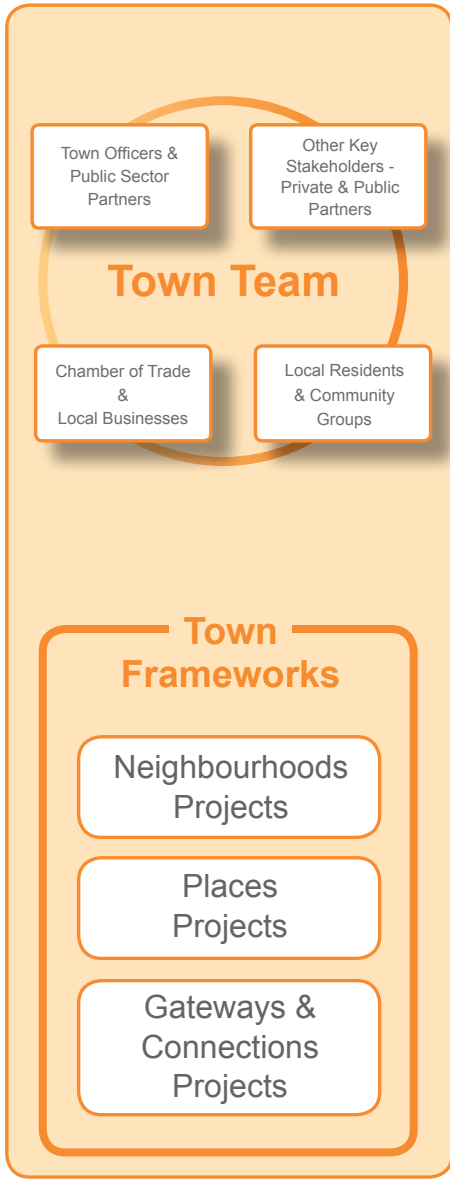 Town Officers &
Public Sector
Partners
Other Key
Stakeholders -
Private & Public
Partners
Town Team
Chamber of Trade
&
Local Businesses
Local Residents
& Community
Groups
Town
Frameworks
Neighbourhoods
Projects
Places
Projects
Gateways &
Connections
Projects